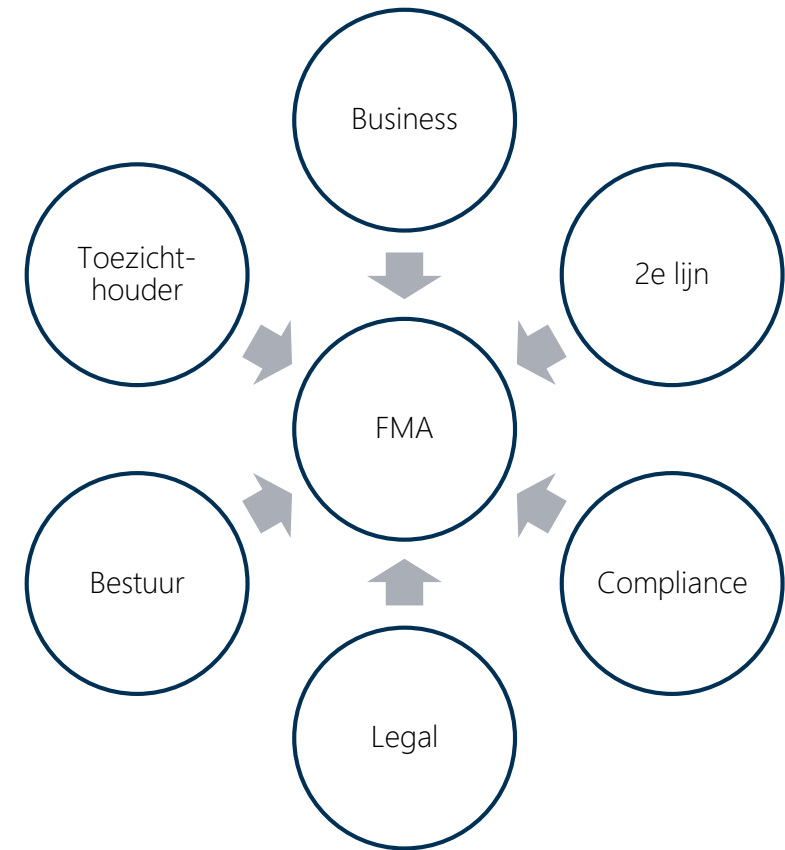 Business
Toezicht-
houder
2e lijn
FMA
Bestuur
Compliance
Legal